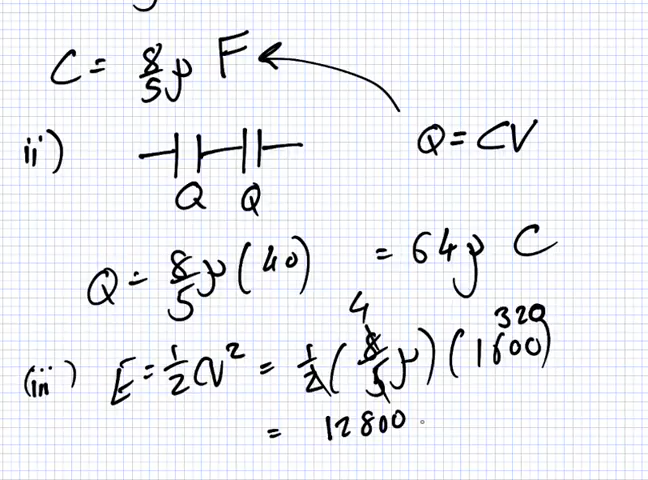 C = 8/5 μ F
ii)
Q = CV
Q Q
Q = 8/5 μ (40) = 64μ C
(iii) E = 1/2 CV² = 1/2 (8/5 μ) (1600)
4 320
= 12800